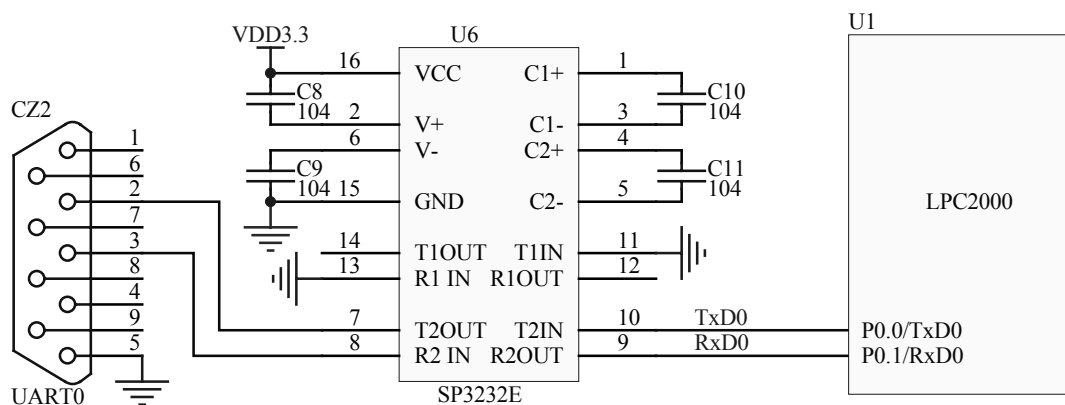 U1
VDD3.3
U6
16
VCC
C1+
1
C8
104
C10
104
2
V+
C1-
3
CZ2
6
V-
C2+
4
C9
104
C11
104
15
GND
C2-
5
LPC2000
1
6
2
7
3
8
4
9
5
14
T1OUT
T1IN
11
13
R1 IN
R1OUT
12
7
T2OUT
T2IN
10
TxD0
P0.0/TxD0
8
R2 IN
R2OUT
9
RxD0
P0.1/RxD0
UART0
SP3232E